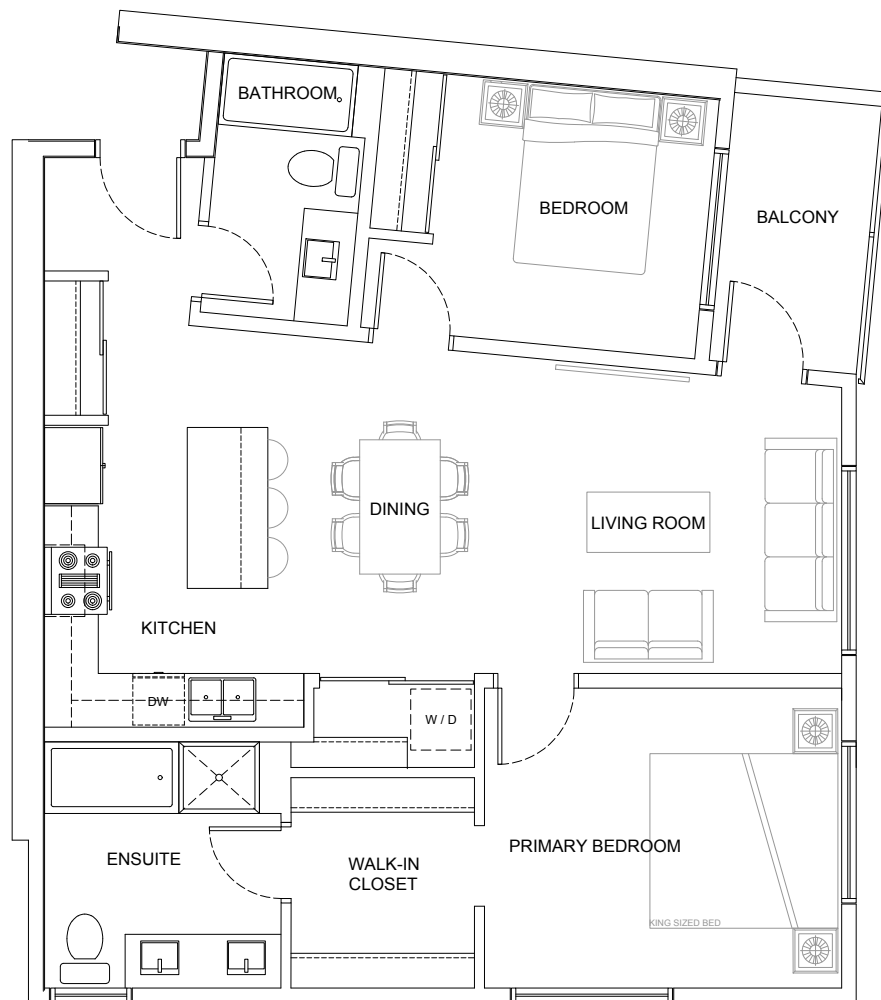 BATHROOM
BEDROOM
BALCONY
DINING
LIVING ROOM
KITCHEN
DW
W / D
ENSUITE
WALK-IN
CLOSET
PRIMARY BEDROOM
KING SIZED BED